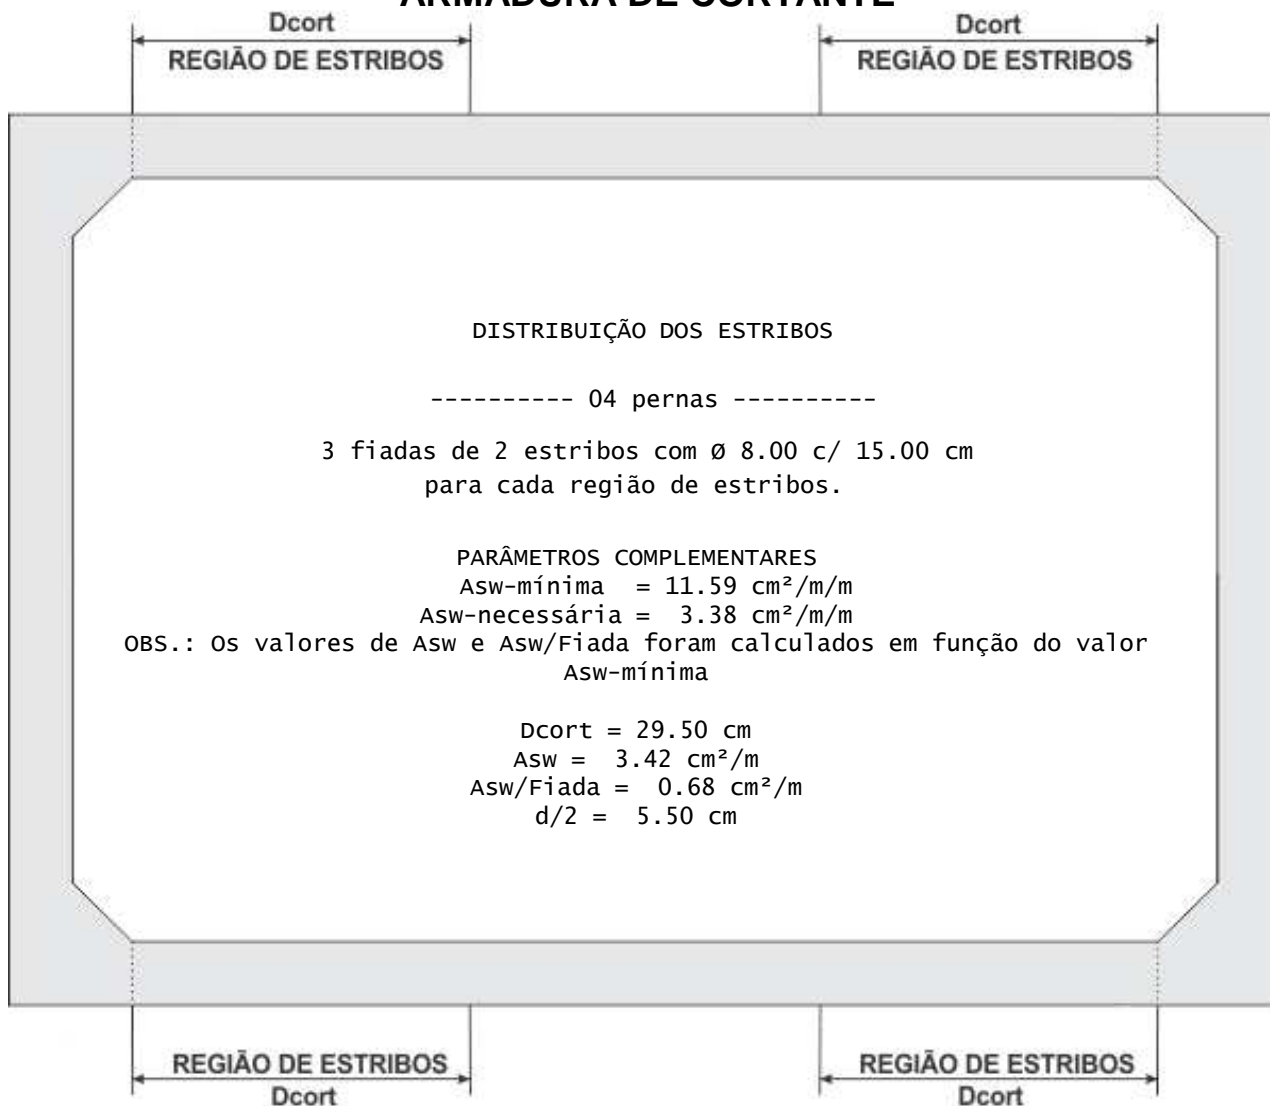 ARMADURA DE CORTANTE
Dcort
Dcort
REGIÃO DE ESTRIBOS
REGIÃO DE ESTRIBOS
DISTRIBUIÇÃO DOS ESTRIBOS
---------- 04 pernas ----------
3 fiadas de 2 estribos com Ø 8.00 c/ 15.00 cm
para cada região de estribos.
PARÂMETROS COMPLEMENTARES
Asw-mínima = 11.59 cm²/m/m
Asw-necessária = 3.38 cm²/m/m
OBS.: Os valores de Asw e Asw/Fiada foram calculados em função do valor
Asw-mínima
Dcort = 29.50 cm
Asw = 3.42 cm²/m
Asw/Fiada = 0.68 cm²/m
d/2 = 5.50 cm
REGIÃO DE ESTRIBOS
REGIÃO DE ESTRIBOS
Dcort
Dcort